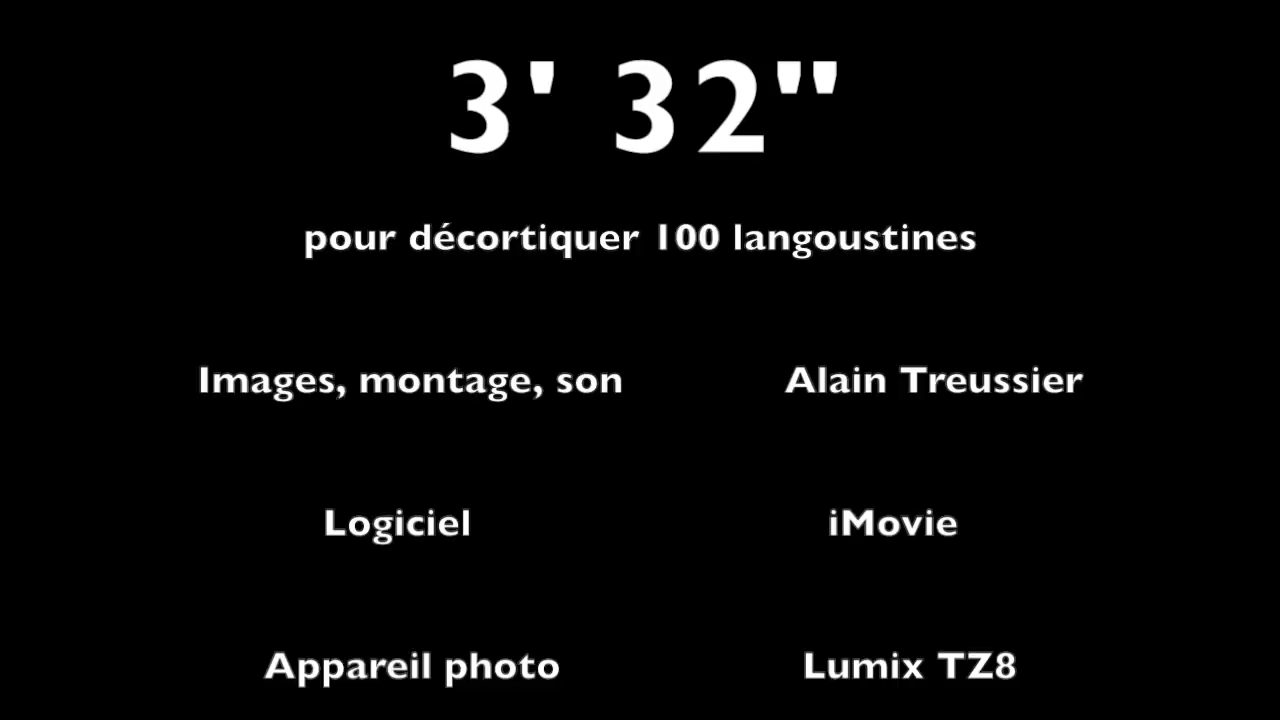 3' 32"
pour décortiquer 100 langoustines
Images, montage, son Alain Treussier
Logiciel iMovie
Appareil photo Lumix TZ8